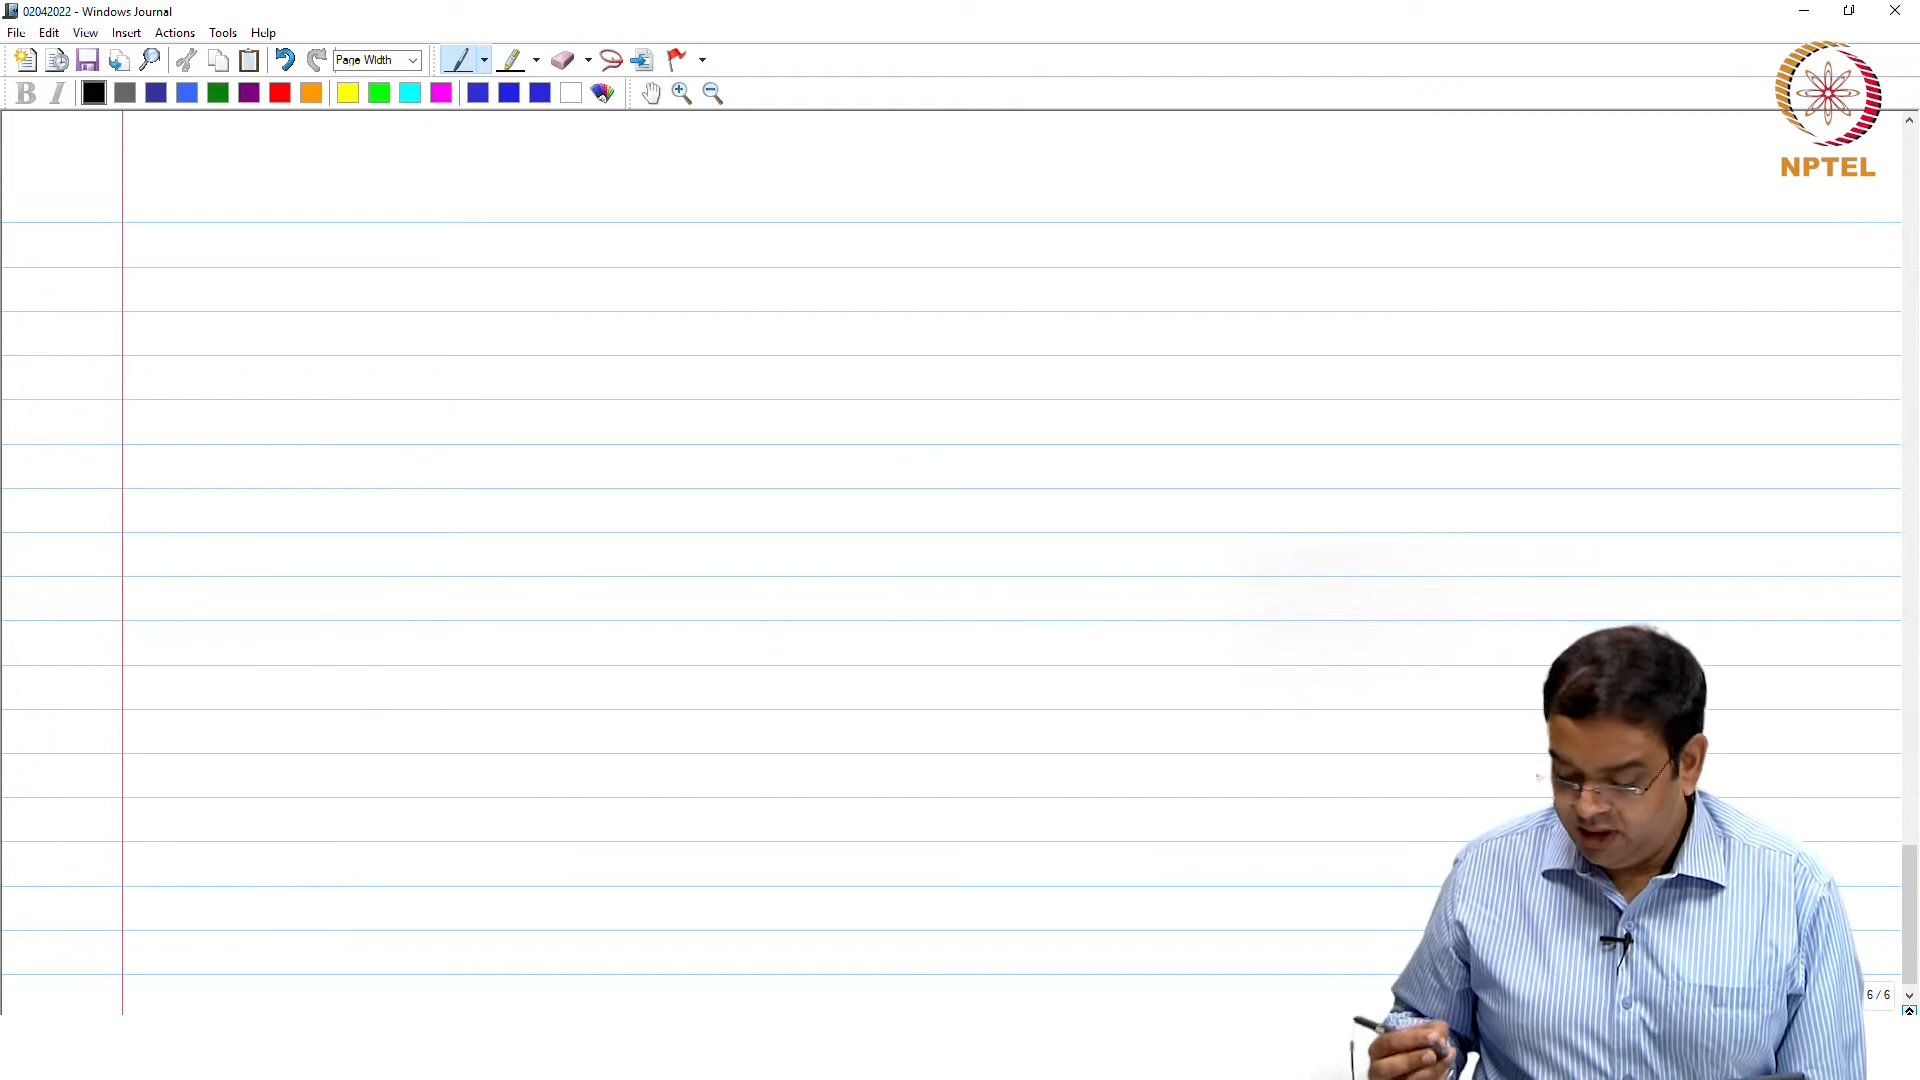 02042022 - Windows Journal
File Edit View Insert Actions Tools Help
Page Width
B I
NPTEL
6 / 6